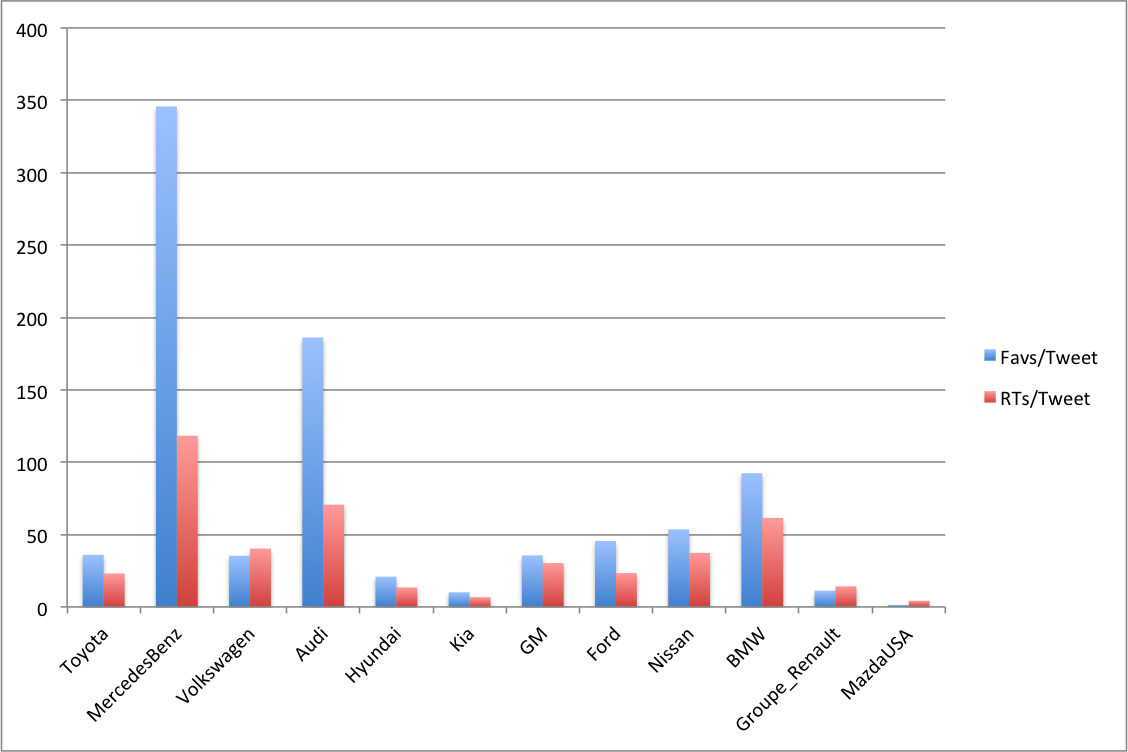 400
350
300
250
200
150
100
50
0
Toyota
MercedesBenz
Volkswagen
Audi
Hyundai
Kia
GM
Ford
Nissan
BMW
Groupe_Renault
MazdaUSA
Favs/Tweet
RTs/Tweet